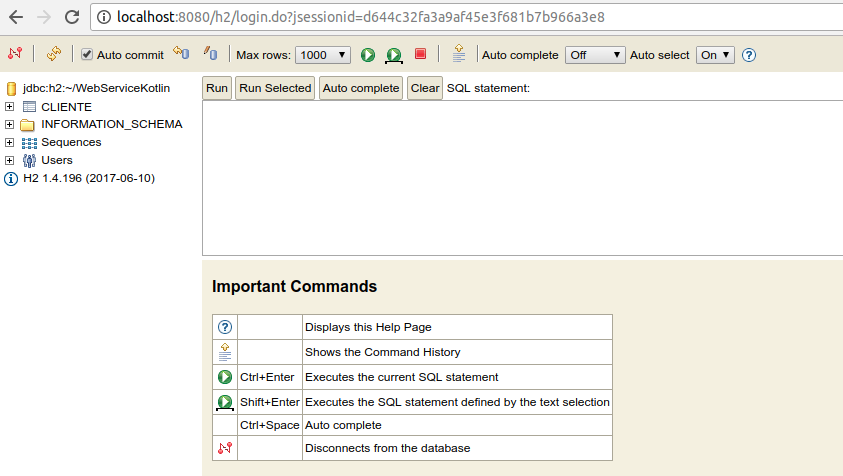 localhost:8080/h2/login.do?jsessionid=d644c32fa3a9af45e3f681b7b966a3e8
Auto commit Max rows: 1000 Auto complete Off Auto select On
jdbc:h2:~/WebServiceKotlin
CLIENTE
INFORMATION_SCHEMA
Sequences
Users
H2 1.4.196 (2017-06-10)
Run Run Selected Auto complete Clear SQL statement:
Important Commands
Displays this Help Page
Shows the Command History
Ctrl+Enter Executes the current SQL statement
Shift+Enter Executes the SQL statement defined by the text selection
Ctrl+Space Auto complete
Disconnects from the database